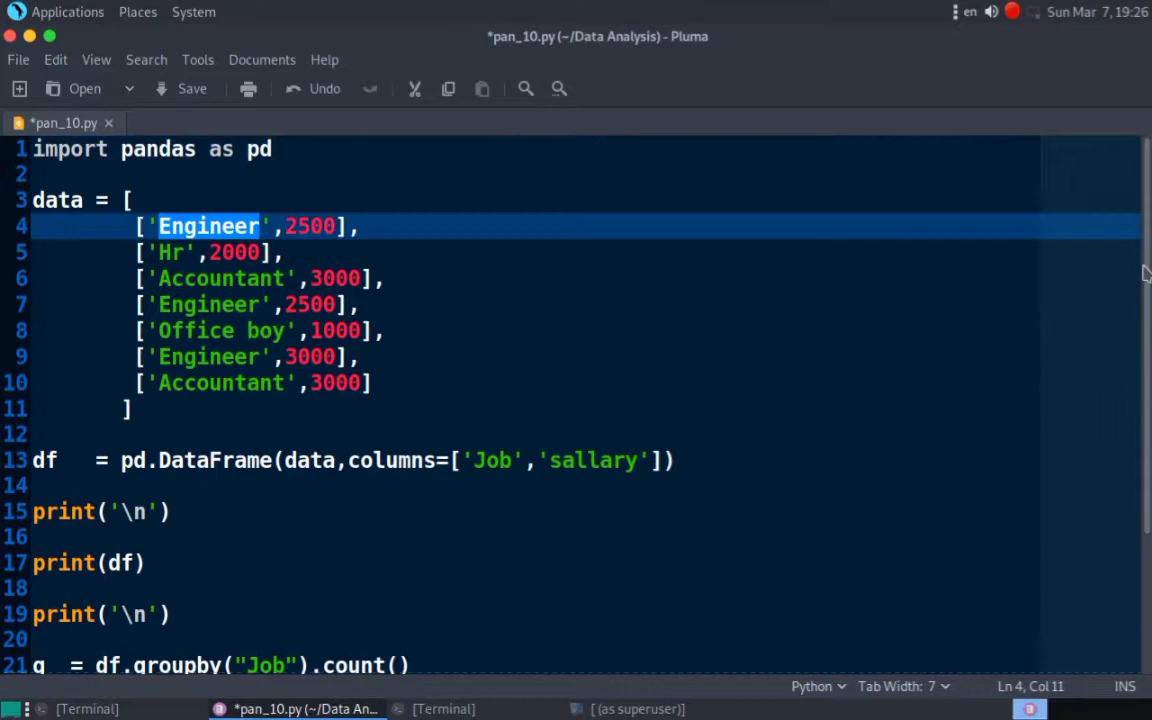 Applications Places System en Sun Mar 7, 19:26
*pan_10.py (~/Data Analysis) - Pluma
File Edit View Search Tools Documents Help
Open Save Undo
*pan_10.py
1 import pandas as pd
2
3 data = [
4 ['Engineer',2500],
5 ['Hr',2000],
6 ['Accountant',3000],
7 ['Engineer',2500],
8 ['Office boy',1000],
9 ['Engineer',3000],
10 ['Accountant',3000]
11 ]
12
13 df = pd.DataFrame(data,columns=['Job','sallary'])
14
15 print('\n')
16
17 print(df)
18
19 print('\n')
20
21 g = df.groupby("Job").count()
Python Tab Width: 7 Ln 4, Col 11 INS
[Terminal] *pan_10.py (~/Data An... [Terminal] [ (as superuser)]